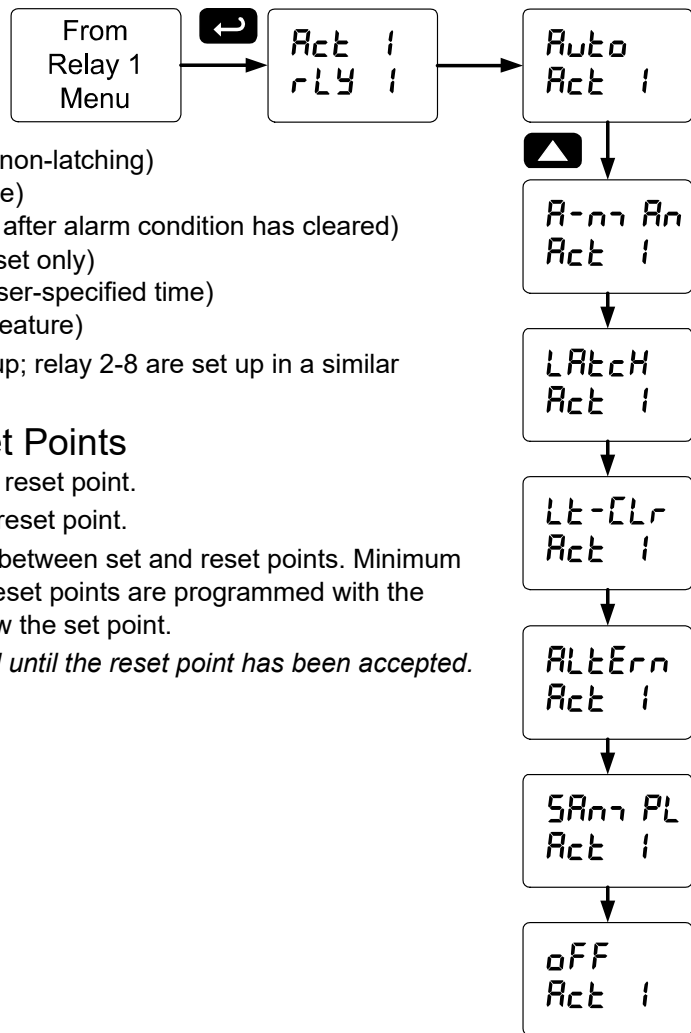 From
Relay 1
Menu
Act 1
rLY 1
Auto
Act 1
non-latching)
e)
after alarm condition has cleared)
set only)
ser-specified time)
eature)
up; relay 2-8 are set up in a similar
A-mAn
Act 1
LAtcH
Act 1
t Points
reset point.
reset point.
between set and reset points. Minimum
eset points are programmed with the
w the set point.
until the reset point has been accepted.
Lt-CLr
Act 1
ALtErn
Act 1
SAmPL
Act 1
oFF
Act 1